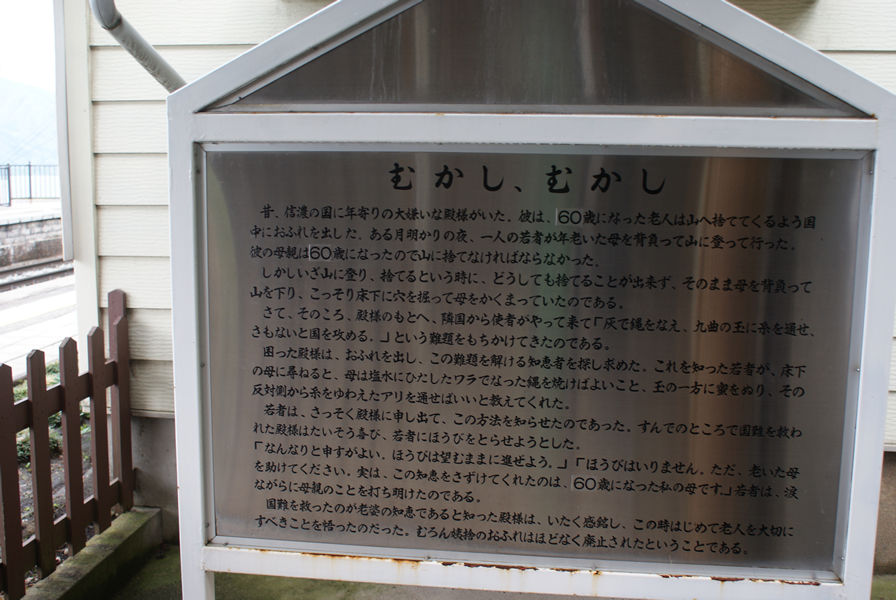 むかし、むかし
昔、信濃の国に年寄りの大嫌いな殿様がいた。彼は、60歳になった老人は山へ捨ててくるよう国
中におふれを出した。ある月明かりの夜、一人の若者が年老いた母を背負って山に登って行った。
彼の母親は60歳になったので山に捨てなければならなかった。
しかしいざ山に登り、捨てるという時に、どうしても捨てることが出来ず、そのまま母を背負って
山を下り、こっそり床下に穴を掘って母をかくまっていたのである。
さて、そのころ、殿様のもとへ、隣国から使者がやって来て「灰で縄をなえ、九曲の玉に糸を通せ、
さもないと国を攻める。」という難題をもちかけてきたのである。
困った殿様は、おふれを出し、この難題を解ける知恵者を探し求めた。これを知った若者が、床下
の母に尋ねると、母は塩水にひたしたワラでなった縄を焼けばよいこと、玉の一方に蜜をぬり、その
反対側から糸をゆわえたアリを通せばいいと教えてくれた。
若者は、さっそく殿様に申し出て、この方法を知らせたのであった。すんでのところで国難を救わ
れた殿様はたいそう喜び、若者にほうびをとらせようとした。
「なんなりと申すがよい。ほうびは望むままに進ぜよう。」「ほうびはいりません。ただ、老いた母
を助けてください。実は、この知恵をさずけてくれたのは、60歳になった私の母です。」若者は、涙
ながらに母親のことを打ち明けたのである。
国難を救ったのが老婆の知恵であると知った殿様は、いたく感銘し、この時はじめて老人を大切に
すべきことを悟ったのだった。むろん姨捨のおふれはほどなく廃止されたということである。